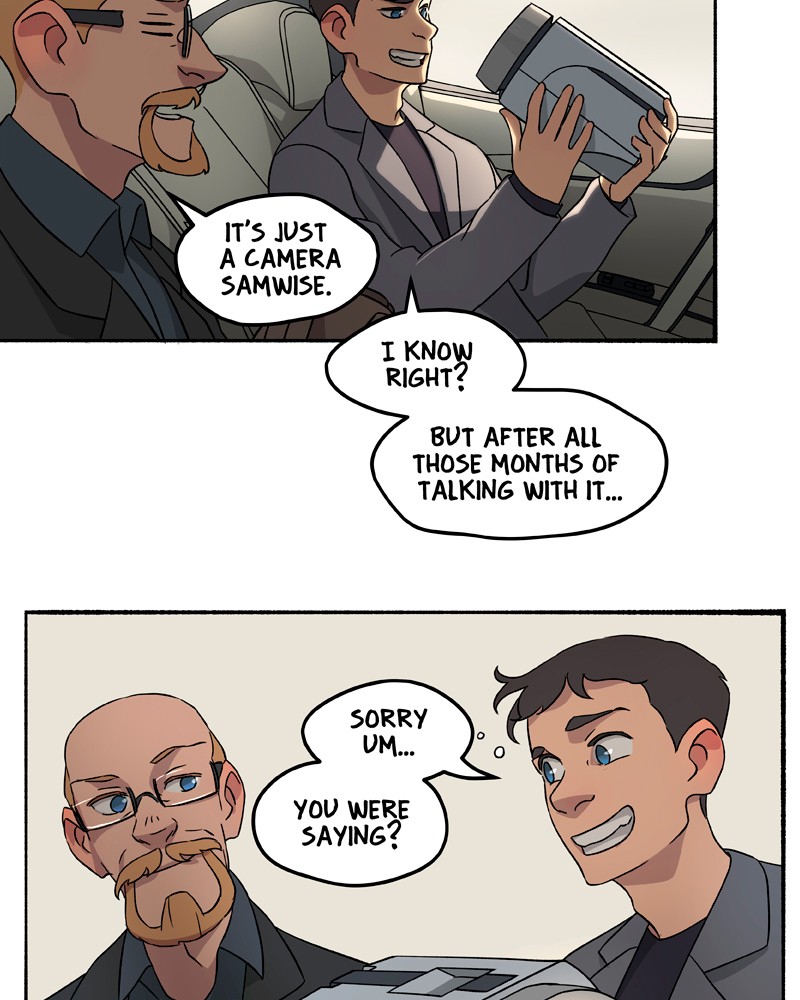 IT'S JUST
A CAMERA
SAMWISE.
I KNOW
RIGHT?
BUT AFTER ALL
THOSE MONTHS OF
TALKING WITH IT...
SORRY
UM...
YOU WERE
SAYING?